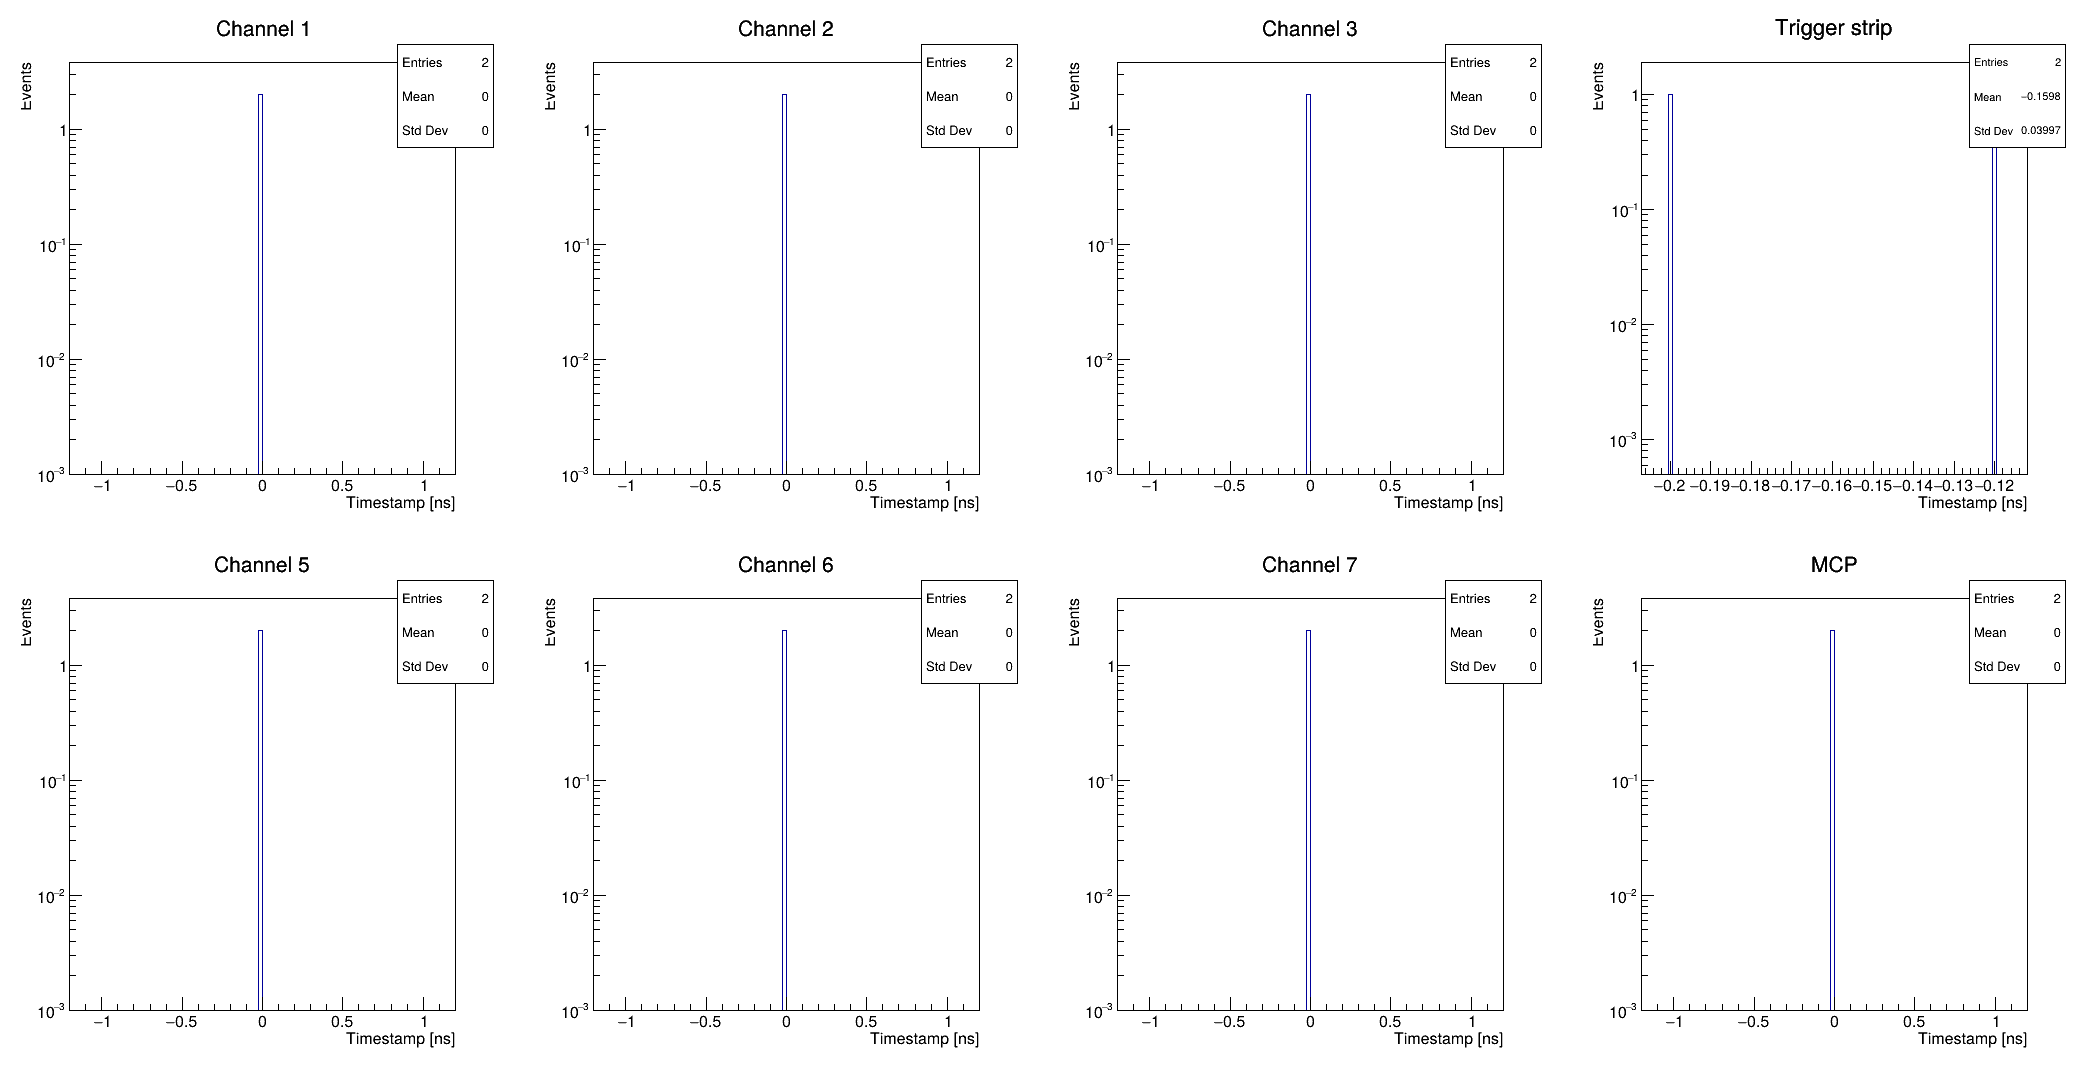 Channel 1
Events
Entries 2
Mean 0
Std Dev 0
1
10⁻¹
10⁻²
10⁻³
−1 −0.5 0 0.5 1
Timestamp [ns]
Channel 2
Events
Entries 2
Mean 0
Std Dev 0
1
10⁻¹
10⁻²
10⁻³
−1 −0.5 0 0.5 1
Timestamp [ns]
Channel 3
Events
Entries 2
Mean 0
Std Dev 0
1
10⁻¹
10⁻²
10⁻³
−1 −0.5 0 0.5 1
Timestamp [ns]
Trigger strip
Events
Entries 2
Mean −0.1598
Std Dev 0.03997
1
10⁻¹
10⁻²
10⁻³
−0.2 −0.19 −0.18 −0.17 −0.16 −0.15 −0.14 −0.13 −0.12
Timestamp [ns]
Channel 5
Events
Entries 2
Mean 0
Std Dev 0
1
10⁻¹
10⁻²
10⁻³
−1 −0.5 0 0.5 1
Timestamp [ns]
Channel 6
Events
Entries 2
Mean 0
Std Dev 0
1
10⁻¹
10⁻²
10⁻³
−1 −0.5 0 0.5 1
Timestamp [ns]
Channel 7
Events
Entries 2
Mean 0
Std Dev 0
1
10⁻¹
10⁻²
10⁻³
−1 −0.5 0 0.5 1
Timestamp [ns]
MCP
Events
Entries 2
Mean 0
Std Dev 0
1
10⁻¹
10⁻²
10⁻³
−1 −0.5 0 0.5 1
Timestamp [ns]